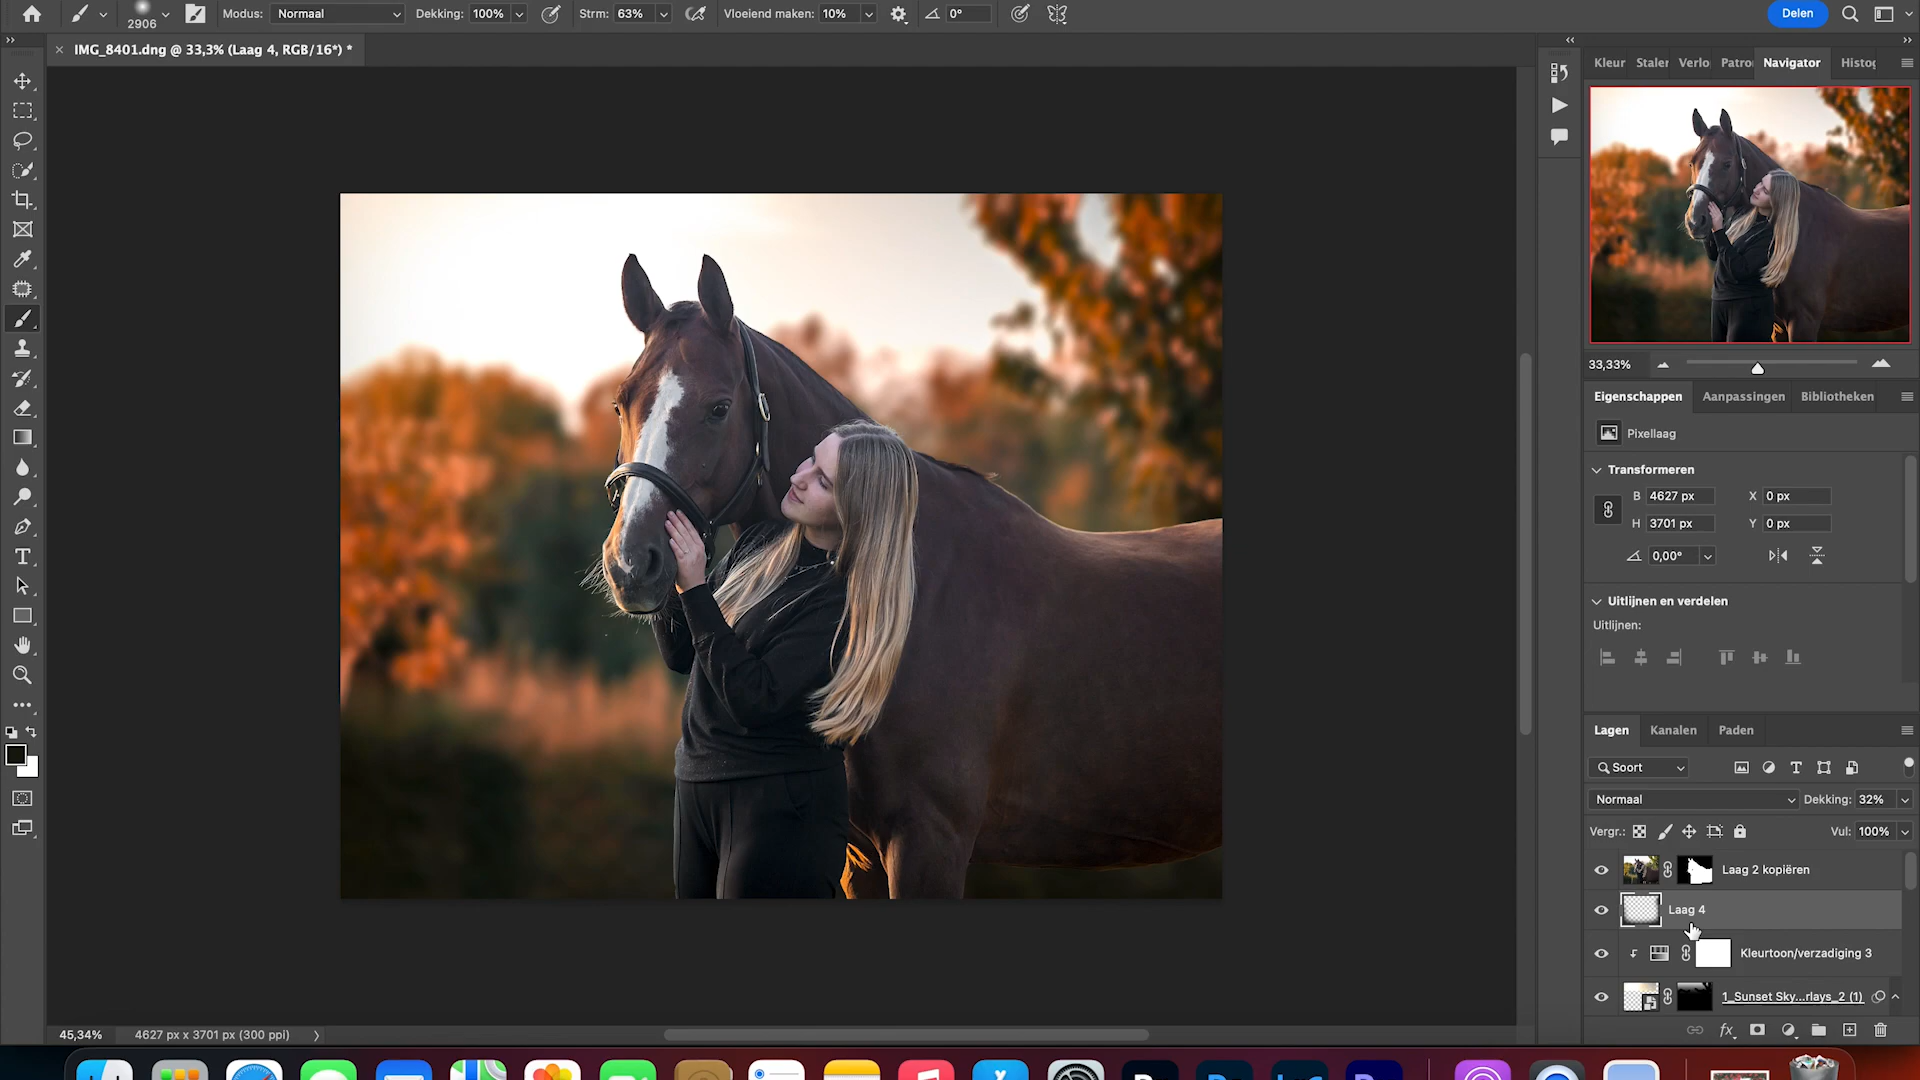 2906
Modus: Normaal
Dekking: 100%
Strm: 63%
Vloeiend maken: 10%
0°
Delen
IMG_8401.dng @ 33,3% (Laag 4, RGB/16*) *
Kleur Staler Verlo Patro Navigator Histog
33,33%
Eigenschappen Aanpassingen Bibliotheken
Pixellaag
Transformeren
B 4627 px X 0 px
H 3701 px Y 0 px
0,00°
Uitlijnen en verdelen
Uitlijnen:
Lagen Kanalen Paden
Soort
Normaal Dekking: 32%
Vergr.: Vul: 100%
Laag 2 kopiëren
Laag 4
Kleurtoon/verzadiging 3
1_Sunset Sky...rlays_2 (1)
fx
45,34% 4627 px x 3701 px (300 ppi)